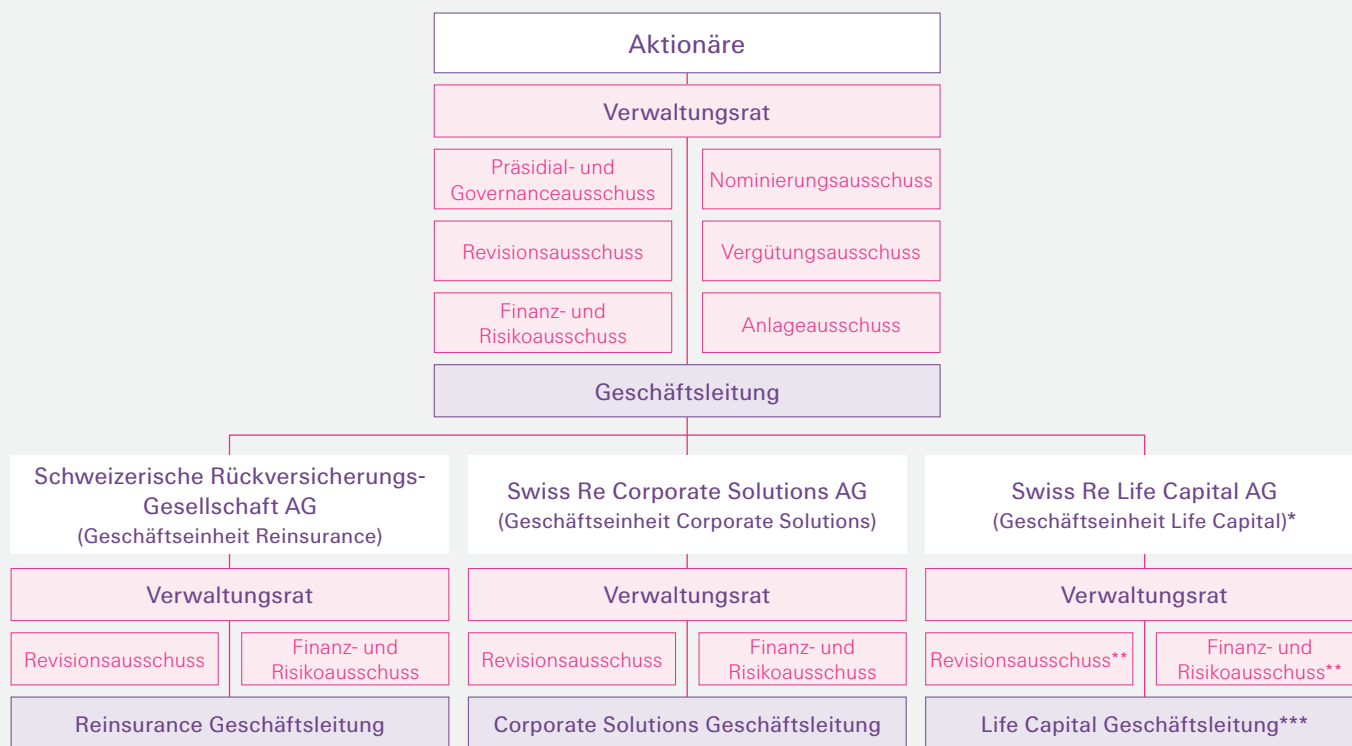 Aktionäre
Verwaltungsrat
Präsidial- und
Governanceausschuss
Nominierungsausschuss
Revisionsausschuss
Vergütungsausschuss
Finanz- und
Risikoausschuss
Anlageausschuss
Geschäftsleitung
Schweizerische Rückversicherungs-
Gesellschaft AG
(Geschäftseinheit Reinsurance)
Swiss Re Corporate Solutions AG
(Geschäftseinheit Corporate Solutions)
Swiss Re Life Capital AG
(Geschäftseinheit Life Capital)*
Verwaltungsrat
Verwaltungsrat
Verwaltungsrat
Revisionsausschuss
Finanz- und
Risikoausschuss
Revisionsausschuss
Finanz- und
Risikoausschuss
Revisionsausschuss**
Finanz- und
Risikoausschuss**
Reinsurance Geschäftsleitung
Corporate Solutions Geschäftsleitung
Life Capital Geschäftsleitung***